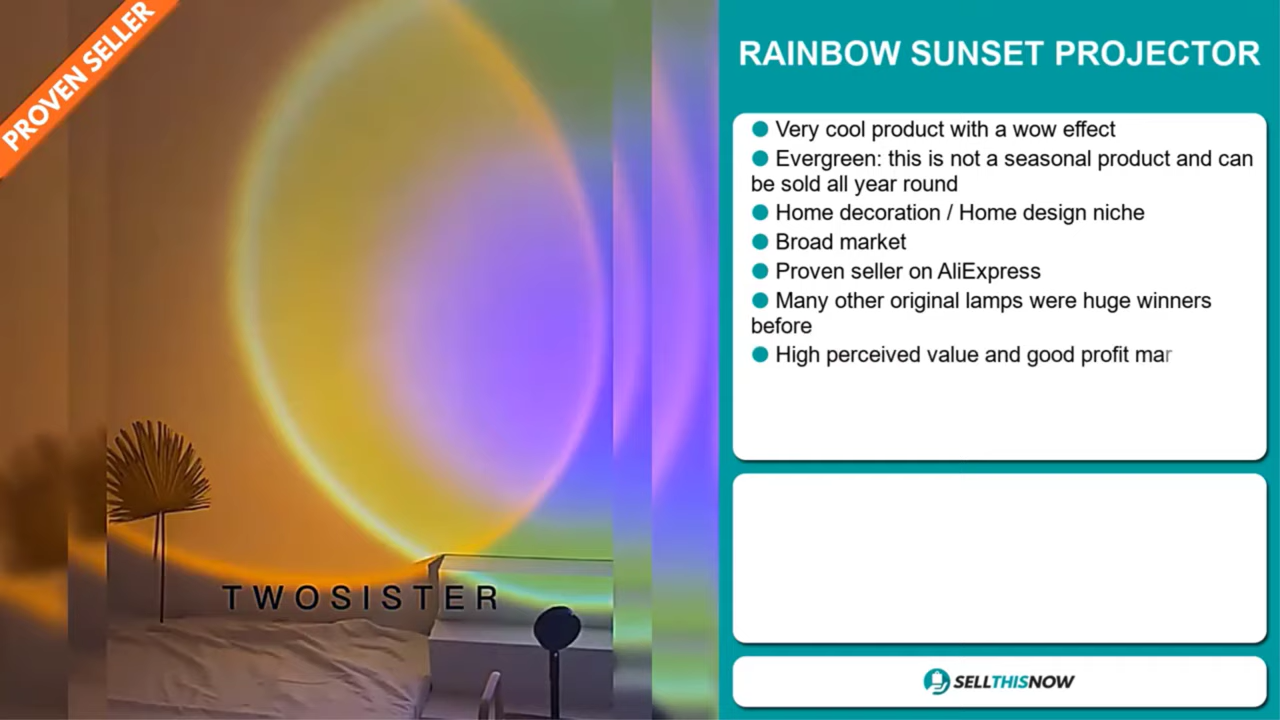 PROVEN SELLER
RAINBOW SUNSET PROJECTOR
● Very cool product with a wow effect
● Evergreen: this is not a seasonal product and can
be sold all year round
● Home decoration / Home design niche
● Broad market
● Proven seller on AliExpress
● Many other original lamps were huge winners
before
● High perceived value and good profit mar
TWOSISTER
SELLTHISNOW